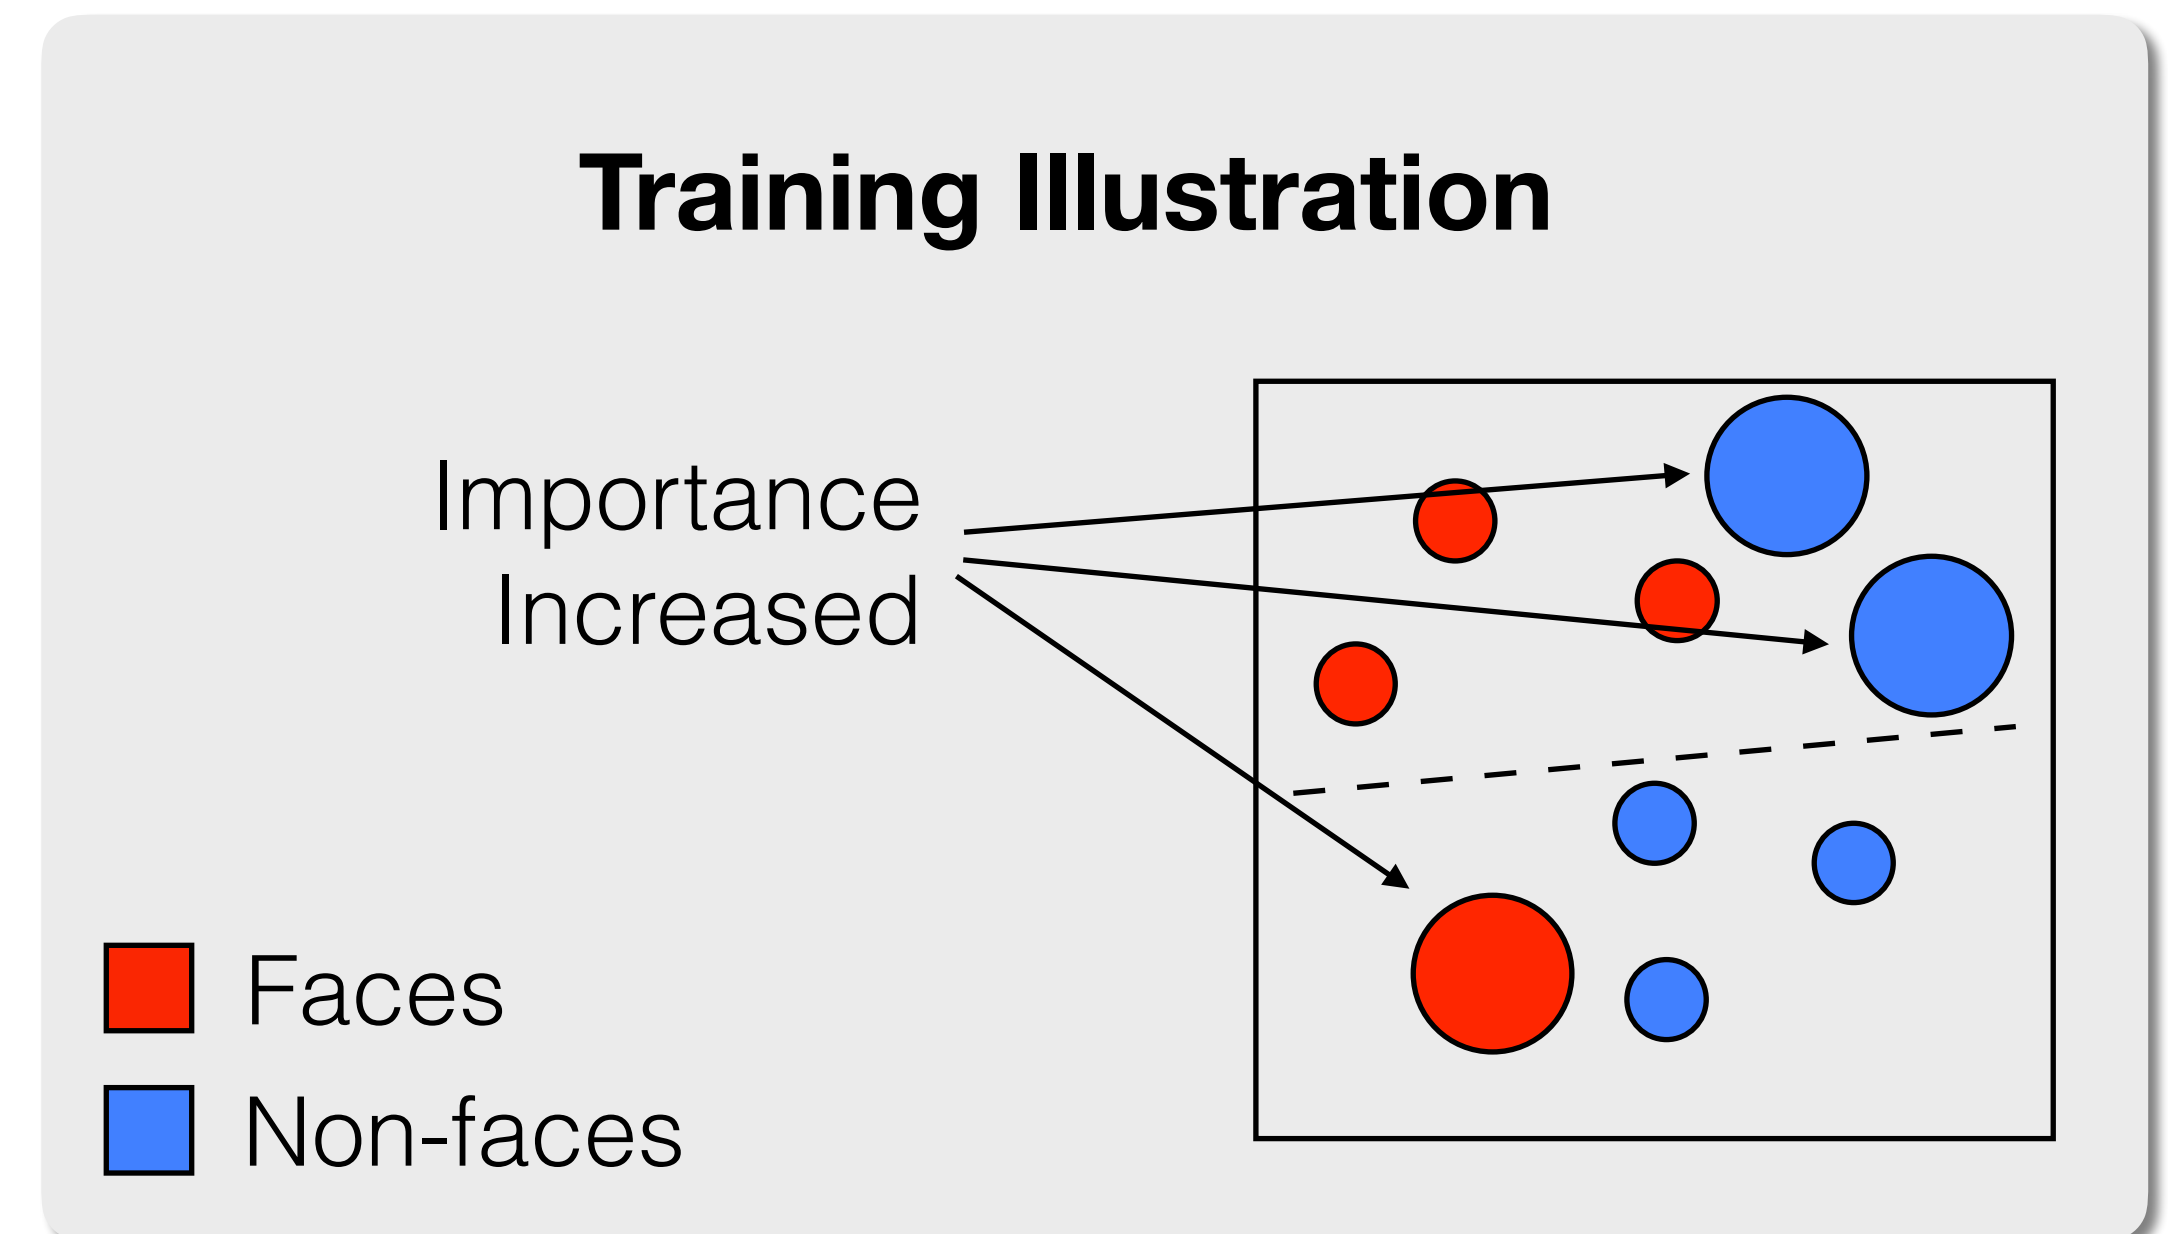 Training Illustration
Importance
Increased
Faces
Non-faces